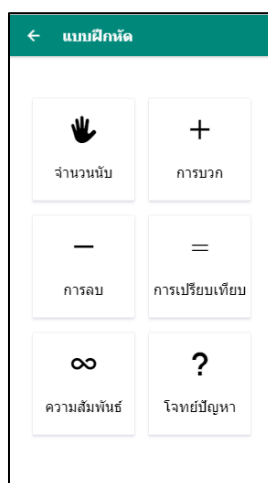 ← แบบฝึกหัด
+
จำนวนนับ การบวก
− =
การลบ การเปรียบเทียบ
∞ ?
ความสัมพันธ์ โจทย์ปัญหา